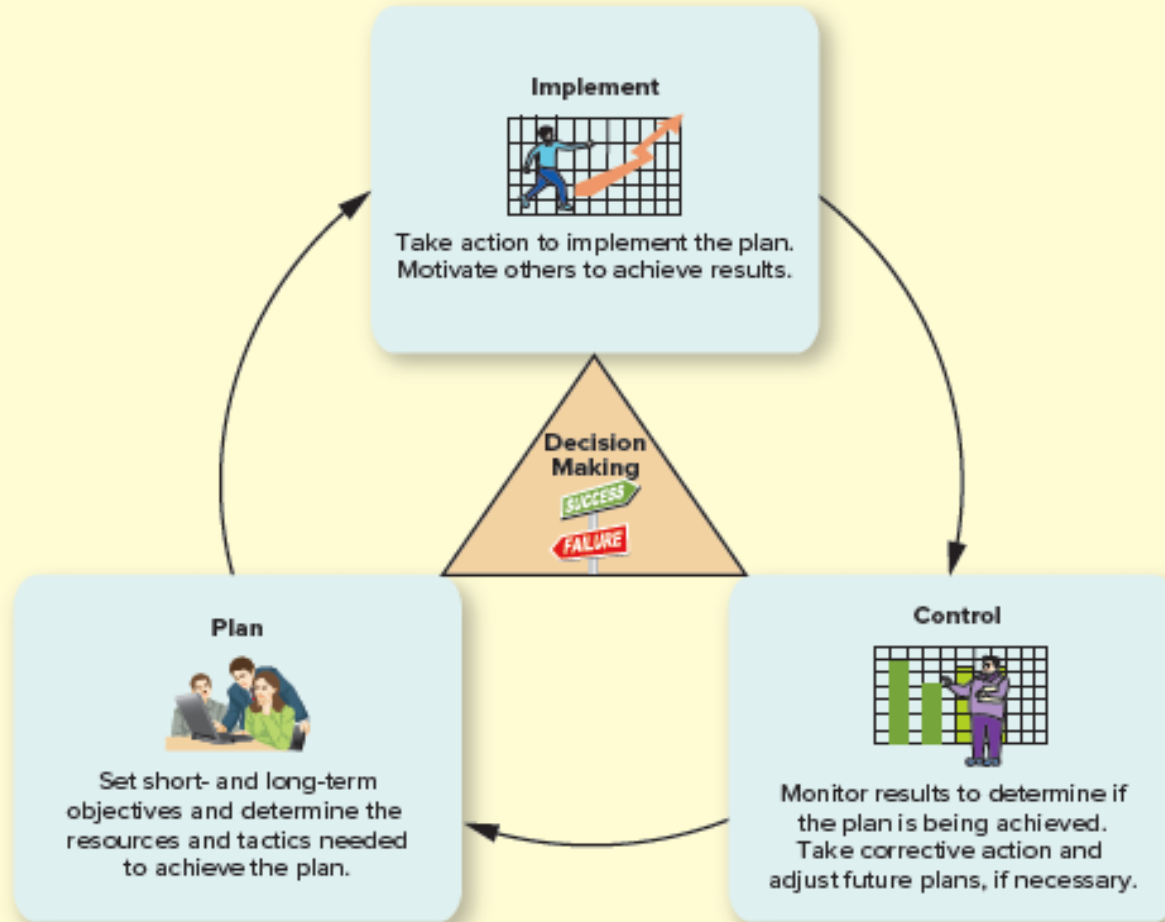 Implement
Take action to implement the plan.
Motivate others to achieve results.
Decision
Making
SUCCESS
FAILURE
Plan
Set short- and long-term
objectives and determine the
resources and tactics needed
to achieve the plan.
Control
Monitor results to determine if
the plan is being achieved.
Take corrective action and
adjust future plans, if necessary.